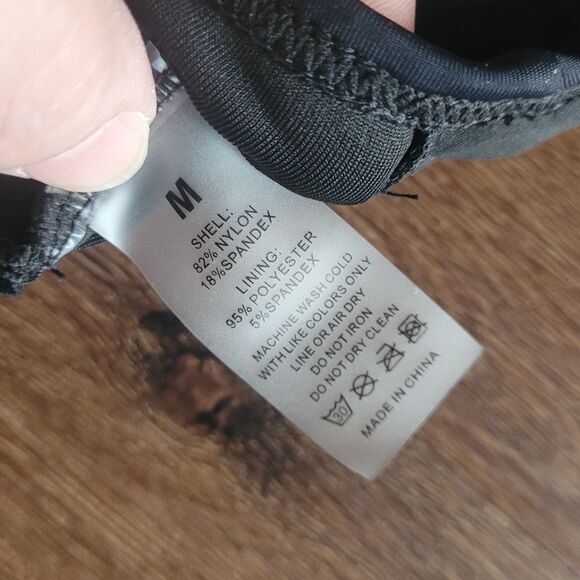 M
SHELL:
82% NYLON
18%SPANDEX
LINING:
95% POLYESTER
5%SPANDEX
MACHINE WASH COLD
WITH LIKE COLORS ONLY
LINE OR AIR DRY
DO NOT IRON
DO NOT DRY CLEAN
30
MADE IN CHINA